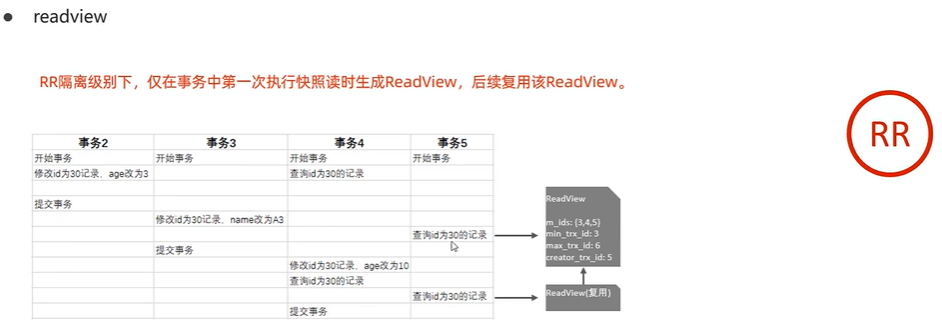 ● readview
RR隔离级别下，仅在事务中第一次执行快照读时生成ReadView，后续复用该ReadView。
RR
事务2 事务3 事务4 事务5
开始事务 开始事务 开始事务 开始事务
修改id为30记录、age改为3 查询id为30的记录
提交事务
修改id为30记录、name改为A3
查询id为30的记录
提交事务
修改id为30记录、age改为10
查询id为30的记录
查询id为30的记录
提交事务
ReadView
m_ids: {3,4,5}
min_trx_id: 3
max_trx_id: 6
creator_trx_id: 5
ReadView(复用)